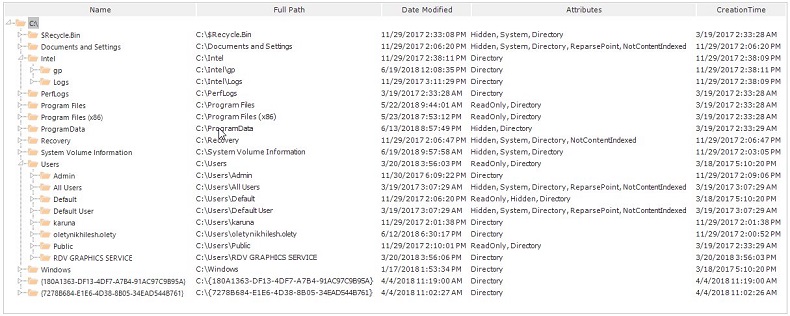 Name Full Path Date Modified Attributes CreationTime
C:\
$Recycle.Bin C:\$Recycle.Bin 11/29/2017 2:33:08 PM Hidden, System, Directory 3/19/2017 2:33:28 AM
Documents and Settings C:\Documents and Settings 11/29/2017 2:06:20 PM Hidden, System, Directory, ReparsePoint, NotContentIndexed 11/29/2017 2:06:20 PM
Intel C:\Intel 11/29/2017 2:38:11 PM Directory 11/29/2017 2:38:09 PM
gp C:\Intel\gp 6/19/2018 12:08:35 PM Directory 11/29/2017 2:38:11 PM
Logs C:\Intel\Logs 11/29/2017 3:11:29 PM Directory 11/29/2017 2:38:09 PM
PerfLogs C:\PerfLogs 3/19/2017 2:33:28 AM Directory 3/19/2017 2:33:28 AM
Program Files C:\Program Files 5/22/2018 9:44:01 AM ReadOnly, Directory 3/19/2017 2:33:28 AM
Program Files (x86) C:\Program Files (x86) 5/23/2018 7:53:12 PM ReadOnly, Directory 3/19/2017 2:33:28 AM
ProgramData C:\ProgramData 6/13/2018 8:57:49 PM Hidden, Directory 3/19/2017 2:33:29 AM
Recovery C:\Recovery 11/29/2017 2:06:47 PM Hidden, System, Directory, NotContentIndexed 11/29/2017 2:06:47 PM
System Volume Information C:\System Volume Information 6/19/2018 9:57:58 AM Hidden, System, Directory 11/29/2017 2:03:05 PM
Users C:\Users 3/20/2018 3:56:03 PM ReadOnly, Directory 3/18/2017 5:10:20 PM
Admin C:\Users\Admin 11/30/2017 6:09:22 PM Directory 11/29/2017 2:09:06 PM
All Users C:\Users\All Users 3/19/2017 3:07:29 AM Hidden, System, Directory, ReparsePoint, NotContentIndexed 3/19/2017 3:07:29 AM
Default C:\Users\Default 11/29/2017 2:06:20 PM ReadOnly, Hidden, Directory 3/18/2017 5:10:20 PM
Default User C:\Users\Default User 3/19/2017 3:07:29 AM Hidden, System, Directory, ReparsePoint, NotContentIndexed 3/19/2017 3:07:29 AM
karuna C:\Users\karuna 11/29/2017 2:01:38 PM Directory 11/29/2017 2:01:38 PM
oletynikhilesh C:\Users\oletynikhilesh.olety 6/12/2018 6:30:17 PM Directory 11/29/2017 2:00:52 PM
Public C:\Users\Public 11/29/2017 2:10:01 PM ReadOnly, Directory 3/19/2017 2:33:29 AM
RDV GRAPHICS SERVICE C:\Users\RDV GRAPHICS SERVICE 3/20/2018 3:56:06 PM Directory 3/20/2018 3:56:03 PM
Windows C:\Windows 1/17/2018 11:53:34 PM Directory 3/18/2017 5:10:20 PM
{180A1363-DF13-4DF7-A7B4-91AC97C9B95A} C:\{180A1363-DF13-4DF7-A7B4-91AC97C9B95A} 4/4/2018 11:19:00 AM Directory 4/4/2018 11:19:00 AM
{7278B684-E1E6-4D38-8B05-34EAD544B761} C:\{7278B684-E1E6-4D38-8B05-34EAD544B761} 4/4/2018 11:02:27 AM Directory 4/4/2018 11:02:26 AM